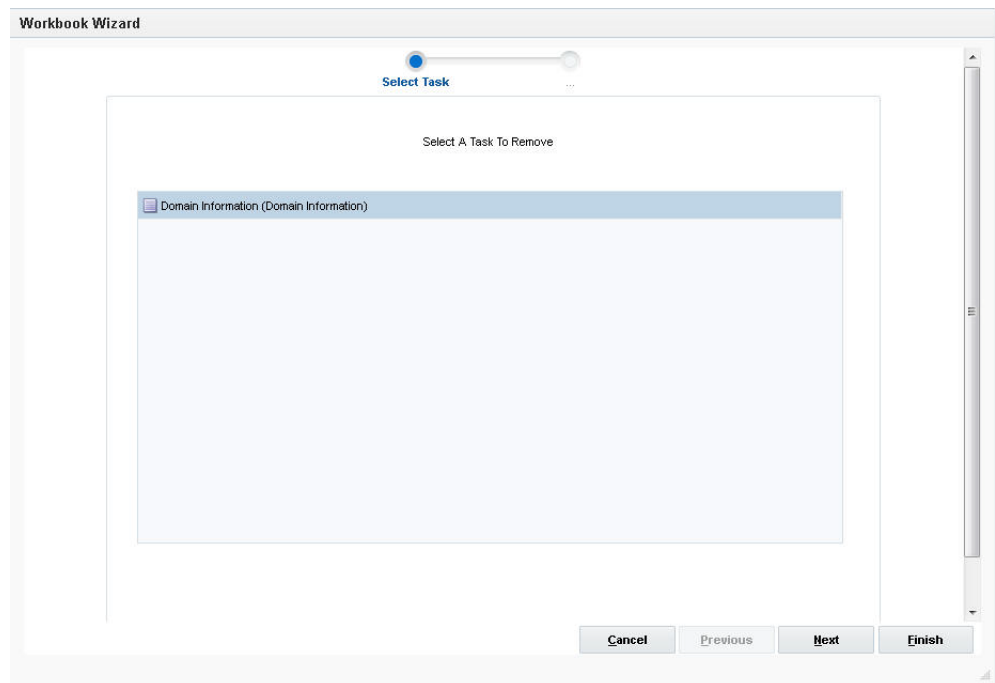 Workbook Wizard
Select Task
...
Select A Task To Remove
Domain Information (Domain Information)
Cancel
Previous
Next
Finish